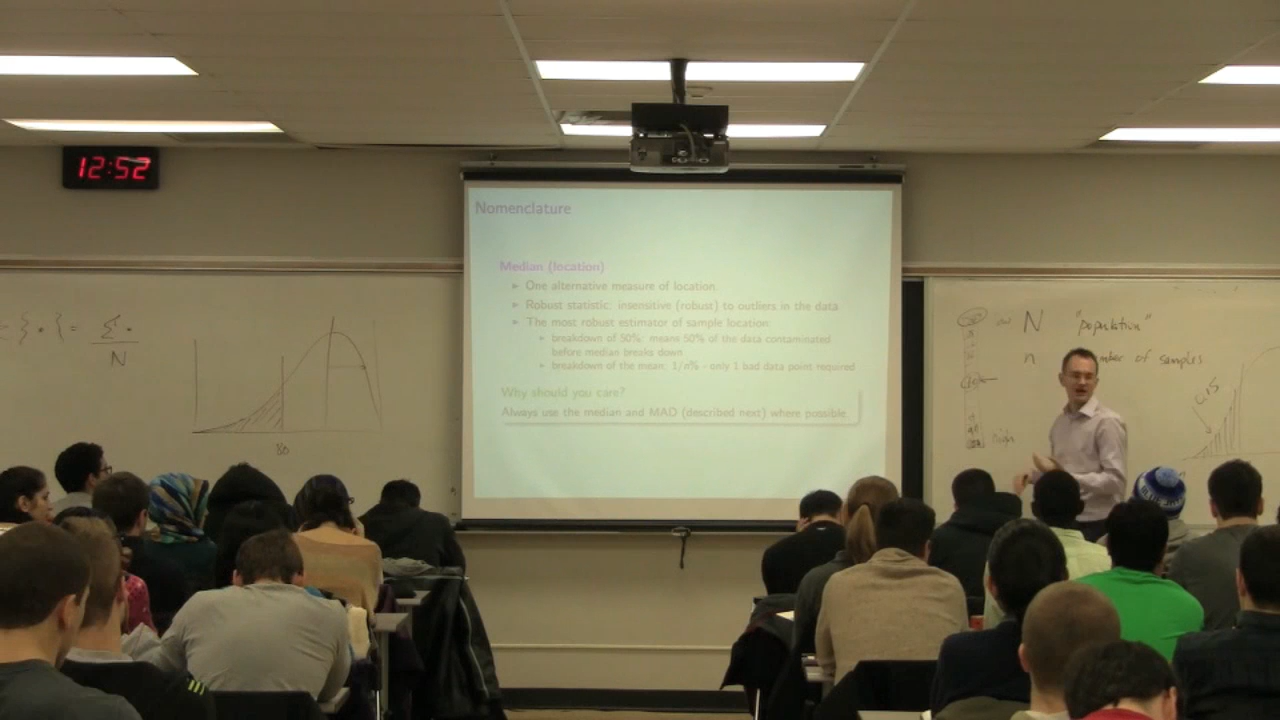 12:52
Nomenclature
Median (location)
One alternative measure of location.
Robust statistic: insensitive (robust) to outliers in the data
The most robust estimator of sample location:
breakdown of 50%: means 50% of the data contaminated
before median breaks down
breakdown of the mean: 1/n% - only 1 bad data point required
Why should you care?
Always use the median and MAD (described next) where possible.
N
80
N "population"
n
of samples